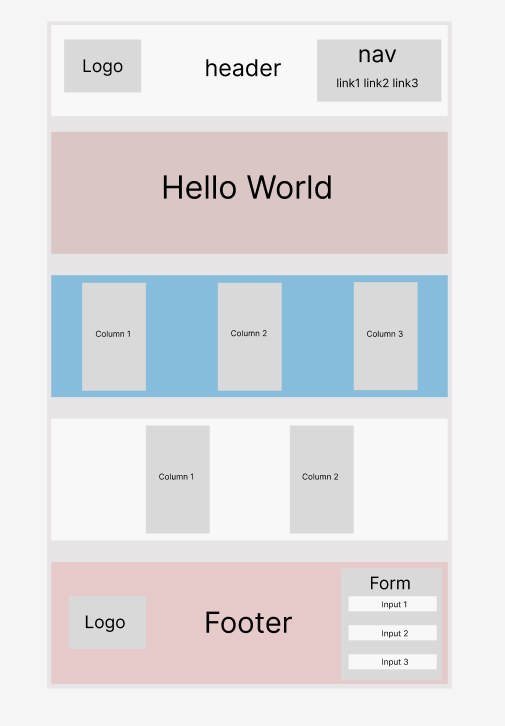 Logo
header
nav
link1 link2 link3
Hello World
Column 1
Column 2
Column 3
Column 1
Column 2
Logo
Footer
Form
Input 1
Input 2
Input 3